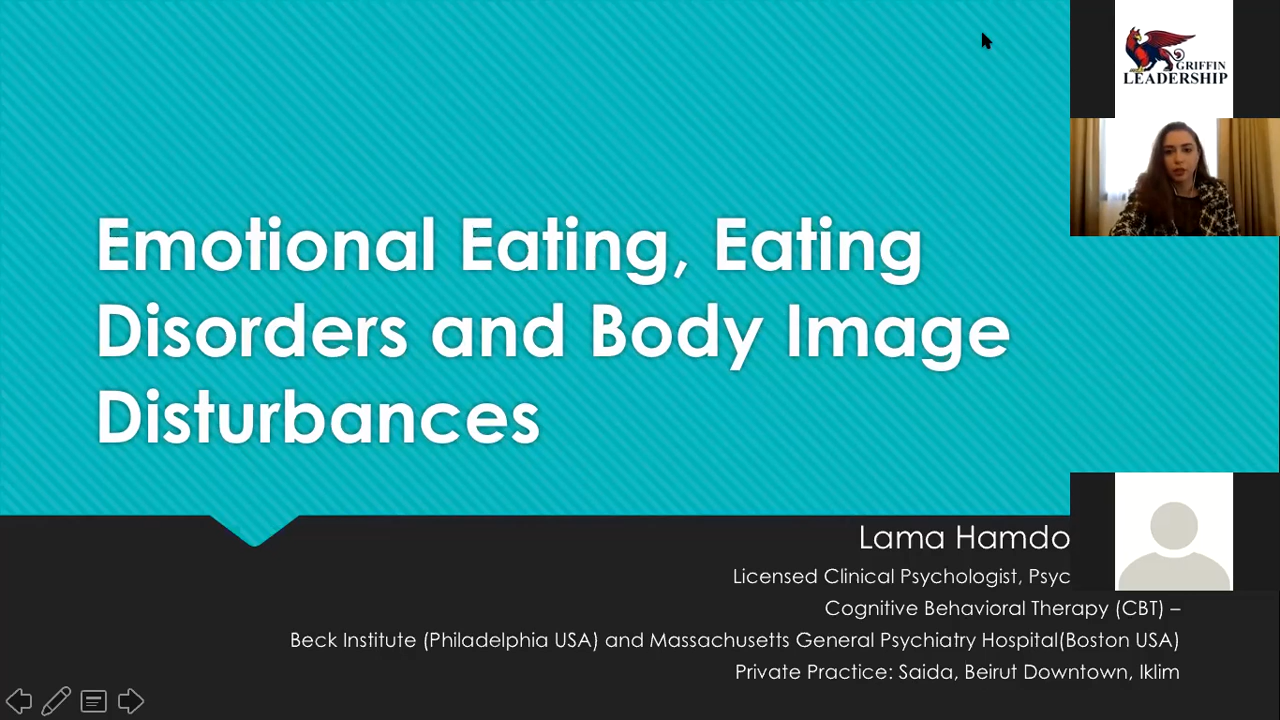 GRIFFIN
LEADERSHIP
Emotional Eating, Eating
Disorders and Body Image
Disturbances
Lama Hamdo
Licensed Clinical Psychologist, Psyc
Cognitive Behavioral Therapy (CBT) –
Beck Institute (Philadelphia USA) and Massachusetts General Psychiatry Hospital(Boston USA)
Private Practice: Saida, Beirut Downtown, Iklim